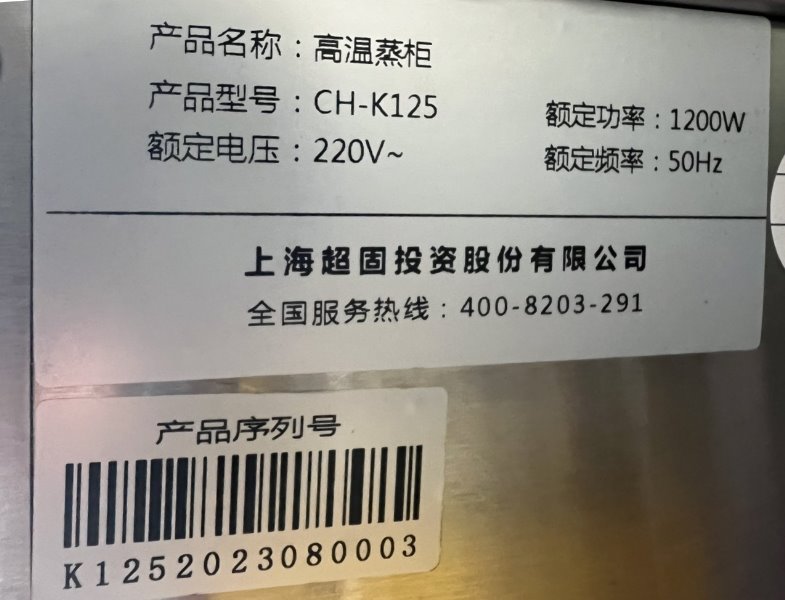 产品名称：高温蒸柜
产品型号：CH-K125
额定功率：1200W
额定电压：220V~
额定频率：50Hz
上海超固投资股份有限公司
全国服务热线：400-8203-291
产品序列号
K1252023080003